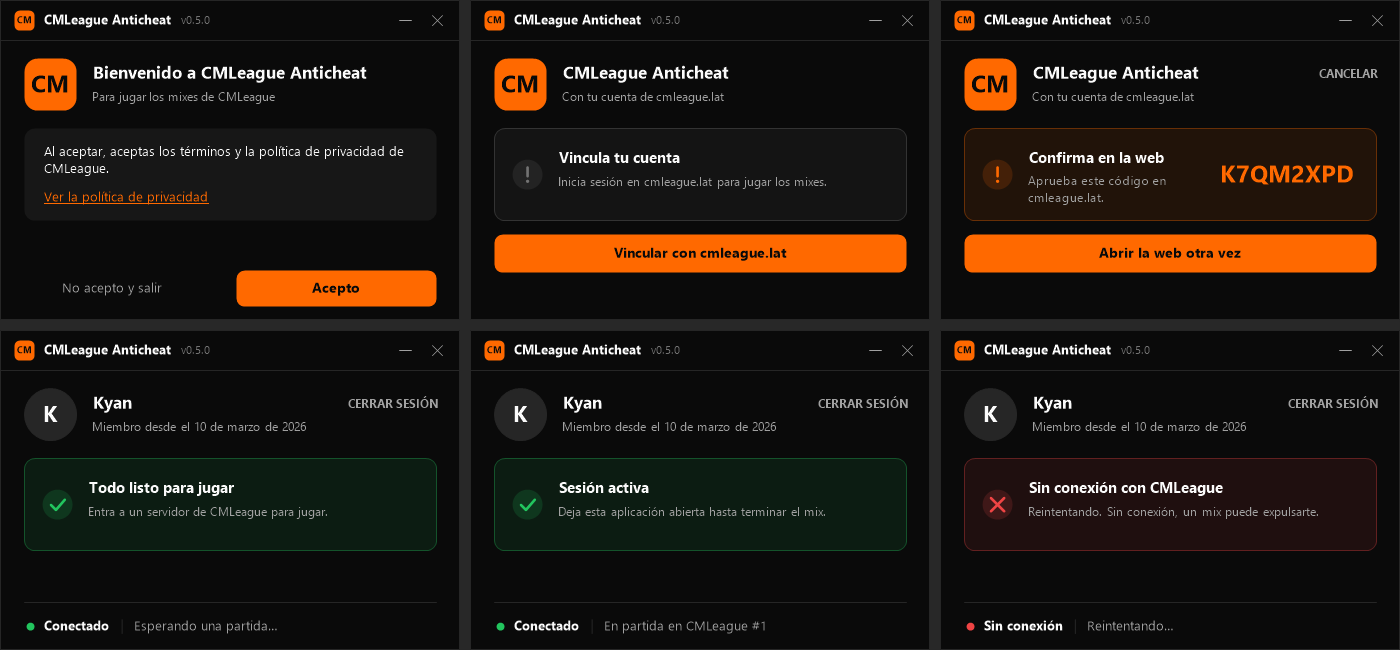 CM CMLeague Anticheat v0.5.0
CM
Bienvenido a CMLeague Anticheat
Para jugar los mixes de CMLeague
Al aceptar, aceptas los términos y la política de privacidad de
CMLeague.
Ver la política de privacidad
No acepto y salir
Acepto
CM CMLeague Anticheat v0.5.0
CM
CMLeague Anticheat
Con tu cuenta de cmleague.lat
!
Vincula tu cuenta
Inicia sesión en cmleague.lat para jugar los mixes.
Vincular con cmleague.lat
CM CMLeague Anticheat v0.5.0
CM
CMLeague Anticheat
CANCELAR
Con tu cuenta de cmleague.lat
!
Confirma en la web
Aprueba este código en
cmleague.lat.
K7QM2XPD
Abrir la web otra vez
CM CMLeague Anticheat v0.5.0
K
Kyan
CERRAR SESIÓN
Miembro desde el 10 de marzo de 2026
Todo listo para jugar
Entra a un servidor de CMLeague para jugar.
Conectado
Esperando una partida...
CM CMLeague Anticheat v0.5.0
K
Kyan
CERRAR SESIÓN
Miembro desde el 10 de marzo de 2026
Sesión activa
Deja esta aplicación abierta hasta terminar el mix.
Conectado
En partida en CMLeague #1
CM CMLeague Anticheat v0.5.0
K
Kyan
CERRAR SESIÓN
Miembro desde el 10 de marzo de 2026
Sin conexión con CMLeague
Reintentando. Sin conexión, un mix puede expulsarte.
Sin conexión
Reintentando...